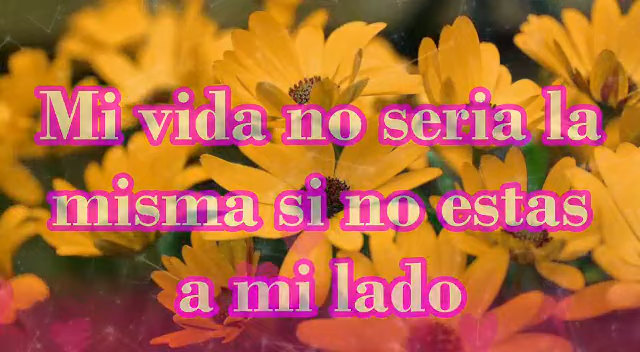 Mi vida no seria la
misma si no estas
a mi lado